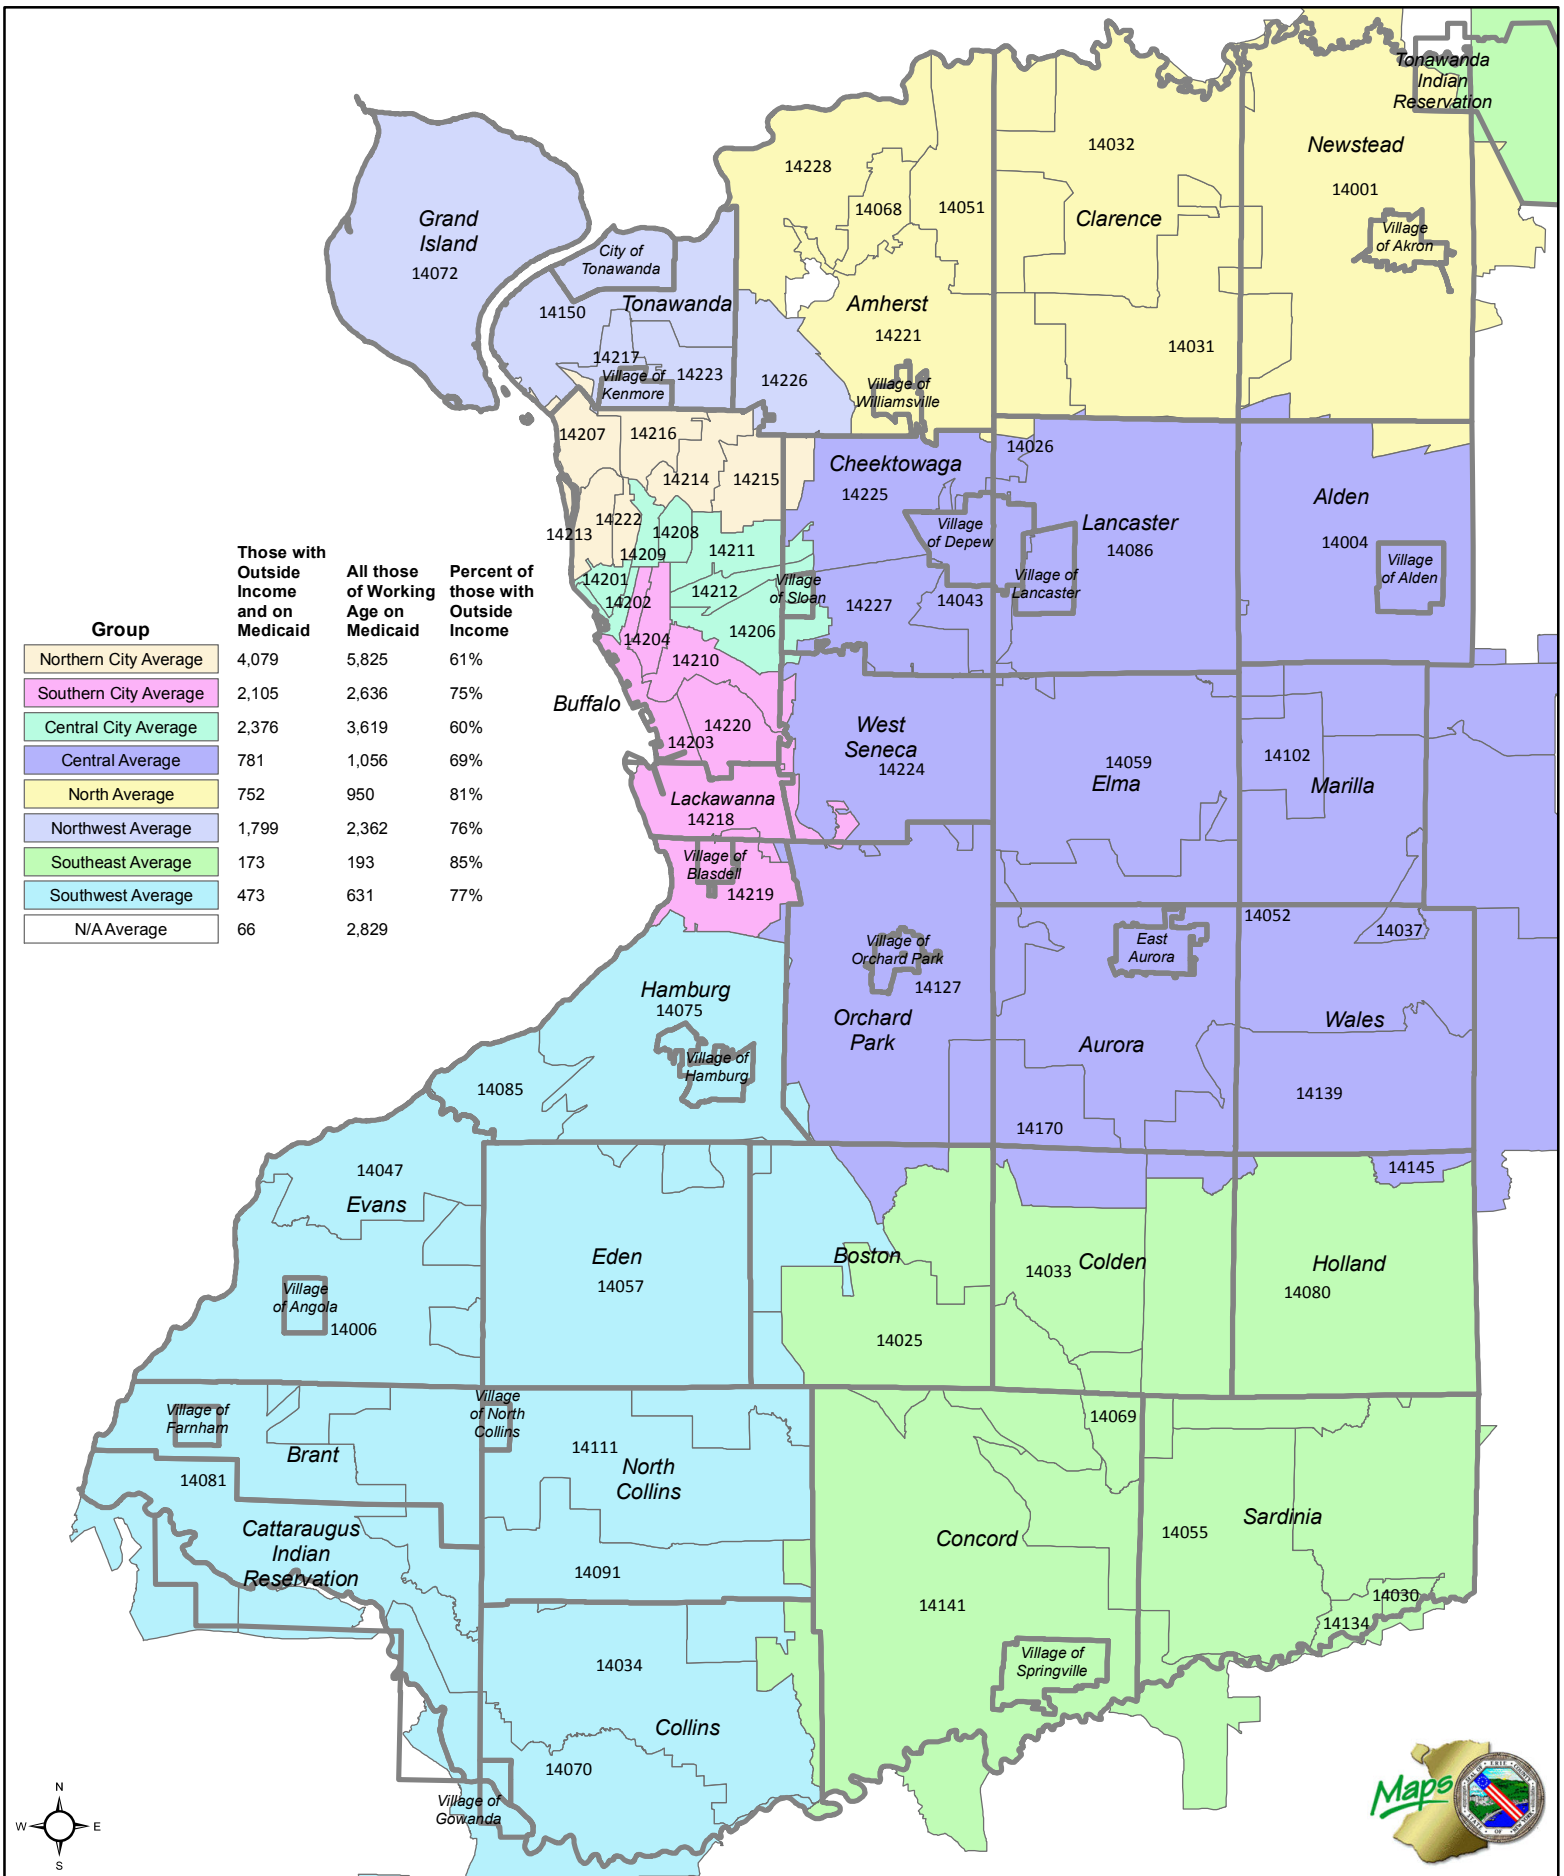 Tonawanda
Indian
Reservation
14032
Newstead
14228
14001
14068
14051
Grand
Island
14072
Clarence
Village
of Akron
City of
Tonawanda
Tonawanda
Amherst
14150
14221
14031
14217
Village of
Kenmore
14223
14226
Village of
Williamsville
14207
14216
14026
Cheektowaga
14214
14215
14225
Alden
14213
14222
14208
Village
of Depew
Lancaster
14086
14004
14209
14211
Village
of Alden
14201
14202
14212
Village
of Sloan
14227
14043
Village of
Lancaster
14204
14206
14210
Those with
Outside
Income
and on
Medicaid
All those
of Working
Age on
Medicaid
Percent of
those with
Outside
Income
Group
Northern City Average 4,079 5,825 61%
Southern City Average 2,105 2,636 75%
Central City Average 2,376 3,619 60%
Central Average 781 1,056 69%
North Average 752 950 81%
Northwest Average 1,799 2,362 76%
Southeast Average 173 193 85%
Southwest Average 473 631 77%
N/A Average 66 2,829
Buffalo
14220
14203
West
Seneca
14224
14059
Elma
14102
Marilla
Lackawanna
14218
Village of
Blasdell
14219
14052
14037
Village of
Orchard Park
East
Aurora
14127
Hamburg
14075
Orchard
Park
Aurora
Wales
Village of
Hamburg
14085
14139
14170
14047
14145
Evans
Eden
14057
Boston
14033
Colden
Holland
14080
Village
of Angola
14006
14025
Village of
Farnham
Village
of North
Collins
14069
Brant
14111
North
Collins
14081
Cattaraugus
Indian
Reservation
Concord
Sardinia
14055
14091
14141
14030
14134
14034
Village of
Springville
Collins
14070
Village of
Gowanda
N
W
E
S
Maps
SEAL OF ERIE COUNTY
STATE OF NEW YORK